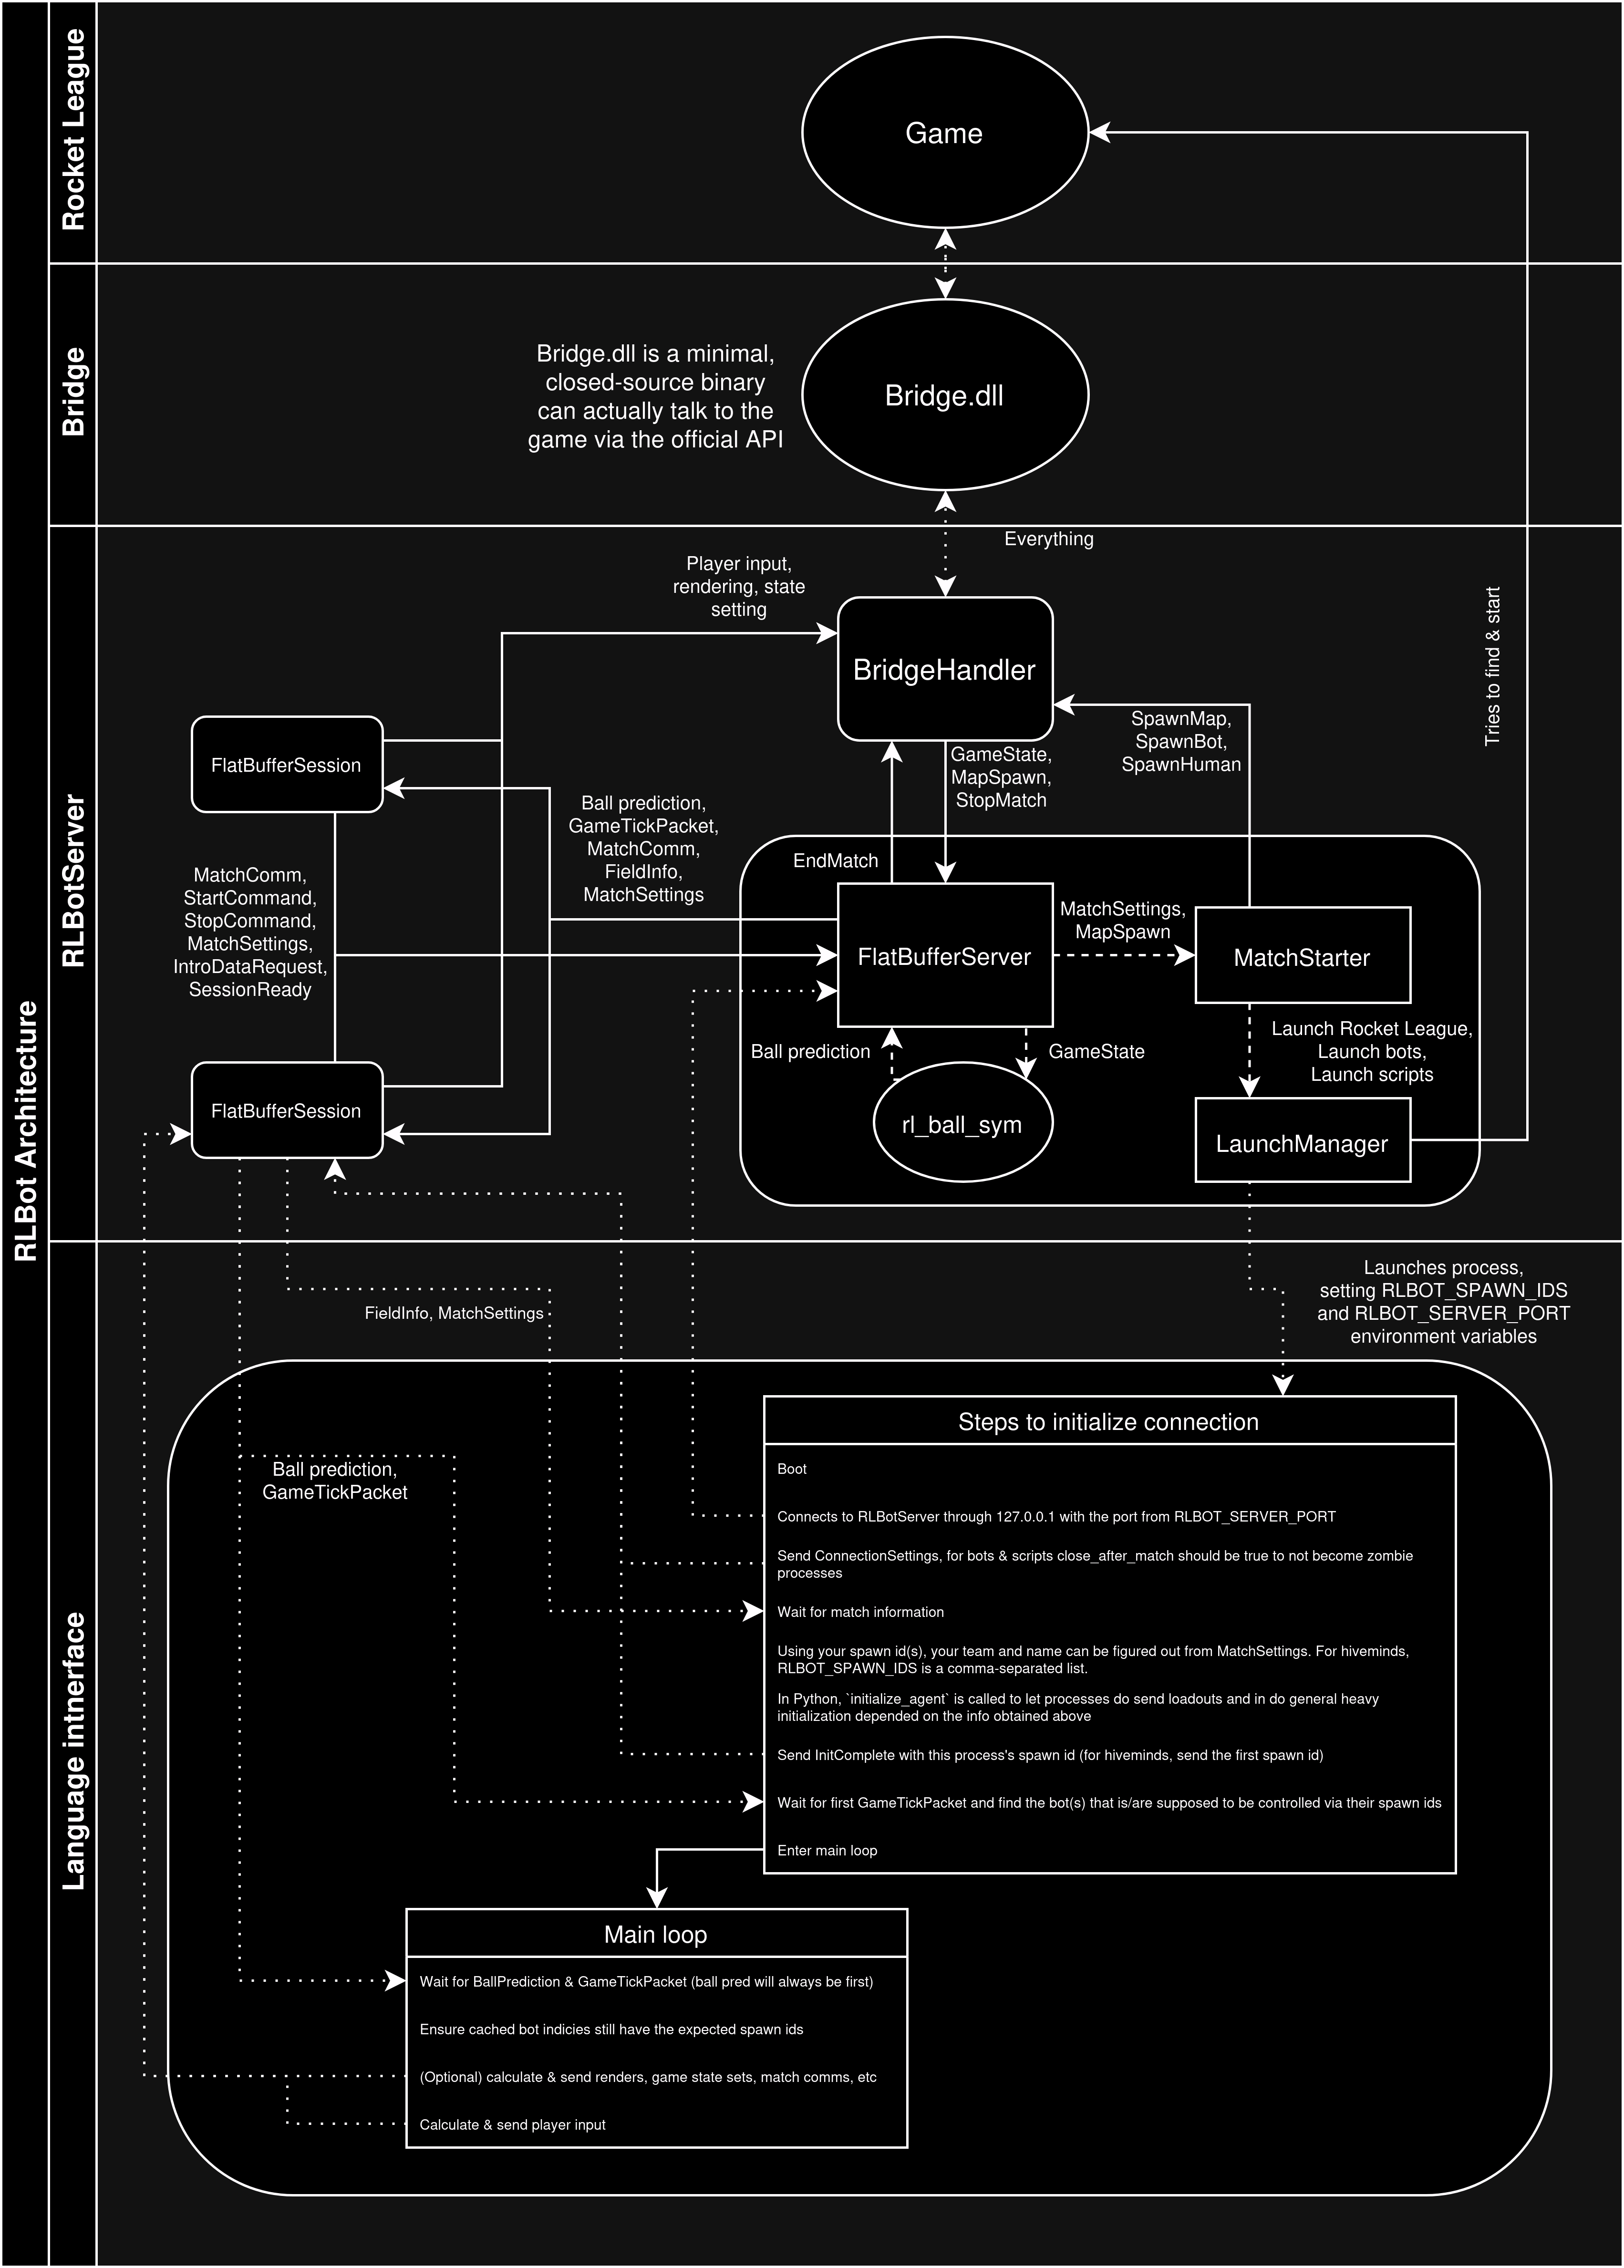 RLBot Architecture
Rocket League
Game
Bridge
Bridge.dll is a minimal,
closed-source binary
can actually talk to the
game via the official API
Bridge.dll
RLBotServer
Everything
Player input,
rendering, state
setting
BridgeHandler
Tries to find & start
SpawnMap,
SpawnBot,
SpawnHuman
FlatBufferSession
GameState,
MapSpawn,
StopMatch
Ball prediction,
GameTickPacket,
MatchComm,
FieldInfo,
MatchSettings
EndMatch
MatchComm,
StartCommand,
StopCommand,
MatchSettings,
IntroDataRequest,
SessionReady
FlatBufferServer
MatchSettings,
MapSpawn
MatchStarter
Ball prediction
GameState
Launch Rocket League,
Launch bots,
Launch scripts
FlatBufferSession
rl_ball_sym
LaunchManager
Language intnerface
FieldInfo, MatchSettings
Launches process,
setting RLBOT_SPAWN_IDS
and RLBOT_SERVER_PORT
environment variables
Ball prediction,
GameTickPacket
Steps to initialize connection
Boot
Connects to RLBotServer through 127.0.0.1 with the port from RLBOT_SERVER_PORT
Send ConnectionSettings, for bots & scripts close_after_match should be true to not become zombie
processes
Wait for match information
Using your spawn id(s), your team and name can be figured out from MatchSettings. For hiveminds,
RLBOT_SPAWN_IDS is a comma-separated list.
In Python, `initialize_agent` is called to let processes do send loadouts and in do general heavy
initialization depended on the info obtained above
Send InitComplete with this process's spawn id (for hiveminds, send the first spawn id)
Wait for first GameTickPacket and find the bot(s) that is/are supposed to be controlled via their spawn ids
Enter main loop
Main loop
Wait for BallPrediction & GameTickPacket (ball pred will always be first)
Ensure cached bot indicies still have the expected spawn ids
(Optional) calculate & send renders, game state sets, match comms, etc
Calculate & send player input